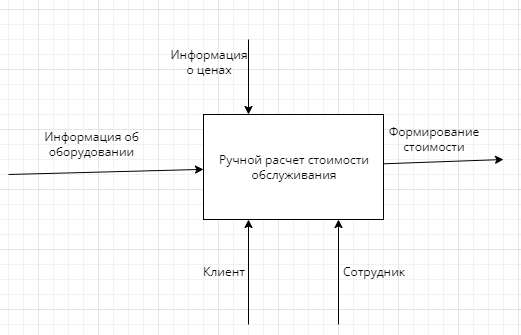 Информация
о ценах
Информация об
оборудовании
Ручной расчет стоимости
обслуживания
Формирование
стоимости
Клиент
Сотрудник